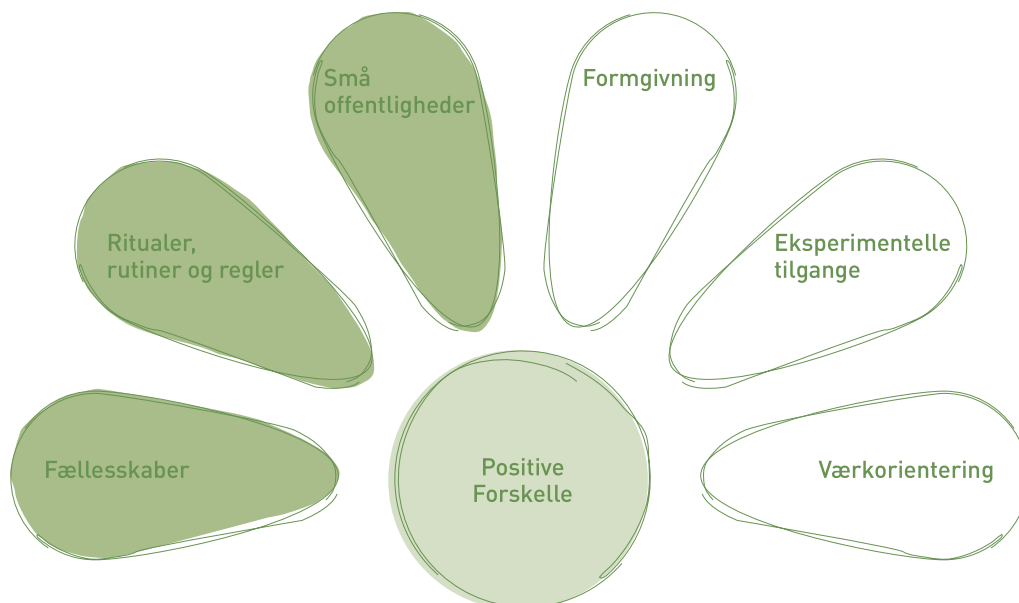 Små
offentligheder
Formgivning
Ritualer,
rutiner og regler
Eksperimentelle
tilgange
Fællesskaber
Positive
Forskelle
Værkorientering